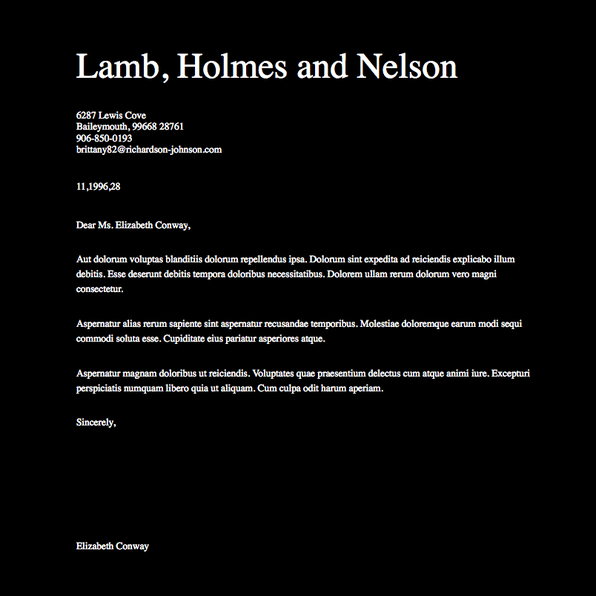 Lamb, Holmes and Nelson
6287 Lewis Cove
Baileymouth, 99668 28761
906-850-0193
brittany82@richardson-johnson.com
11,1996,28
Dear Ms. Elizabeth Conway,
Aut dolorum voluptas blanditiis dolorum repellendus ipsa. Dolorum sint expedita ad reiciendis explicabo illum
debitis. Esse deserunt debitis tempora doloribus necessitatibus. Dolorem ullam rerum dolorum vero magni
consectetur.
Aspernatur alias rerum sapiente sint aspernatur recusandae temporibus. Molestiae doloremque earum modi sequi
commodi soluta esse. Cupiditate eius pariatur asperiores atque.
Aspernatur magnam doloribus ut reiciendis. Voluptates quae praesentium delectus cum atque animi iure. Excepturi
perspiciatis numquam libero quia ut aliquam. Cum culpa odit harum aperiam.
Sincerely,
Elizabeth Conway